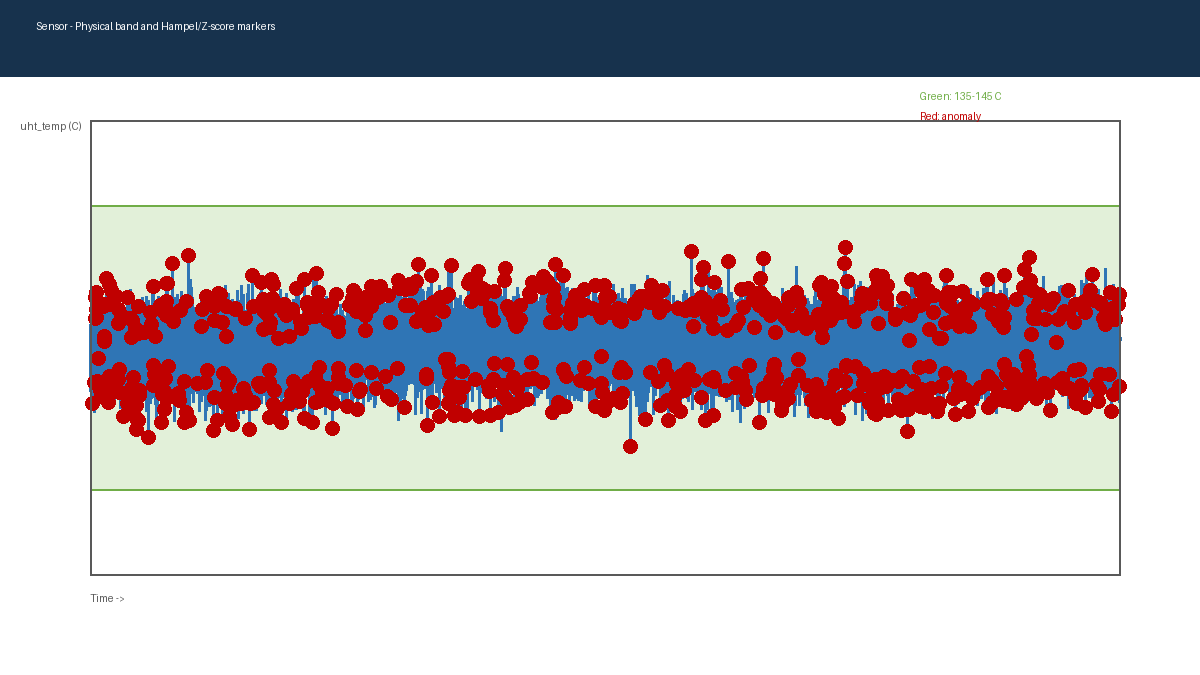 Sensor - Physical band and Hampel/Z-score markers
Green: 135-145 C
Red: anomaly
uht_temp (C)
Time ->